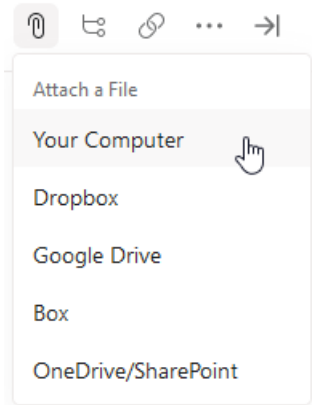 Attach a File
Your Computer
Dropbox
Google Drive
Box
OneDrive/SharePoint